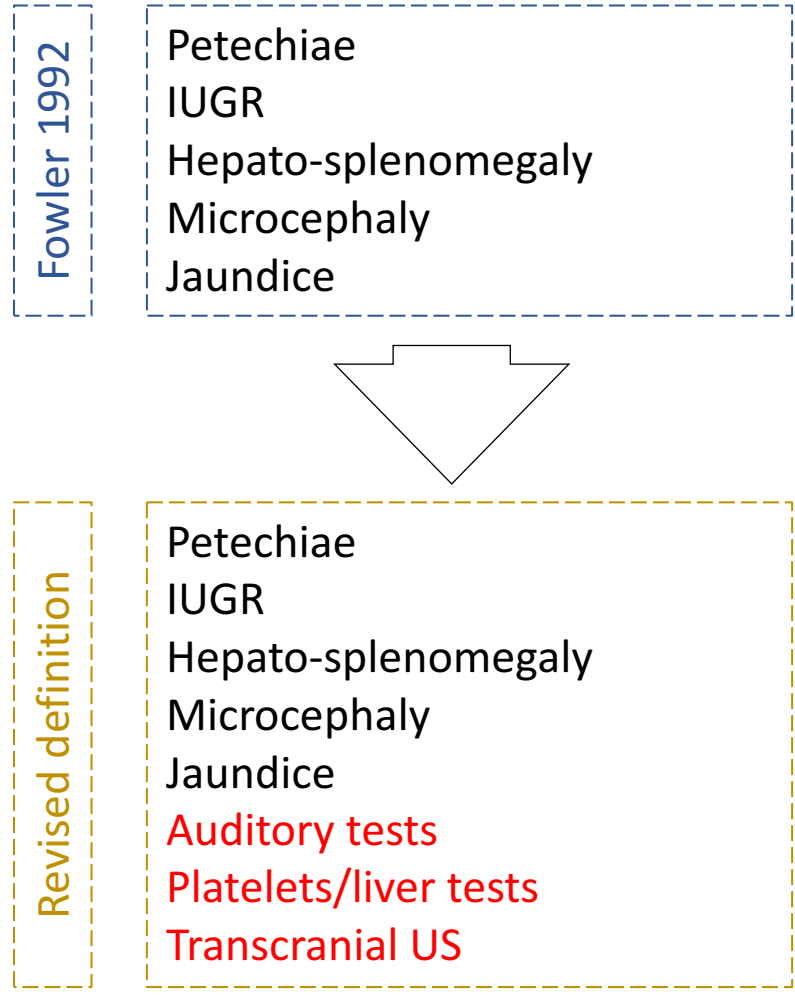 Fowler 1992
Petechiae
IUGR
Hepato-splenomegaly
Microcephaly
Jaundice
Revised definition
Petechiae
IUGR
Hepato-splenomegaly
Microcephaly
Jaundice
Auditory tests
Platelets/liver tests
Transcranial US